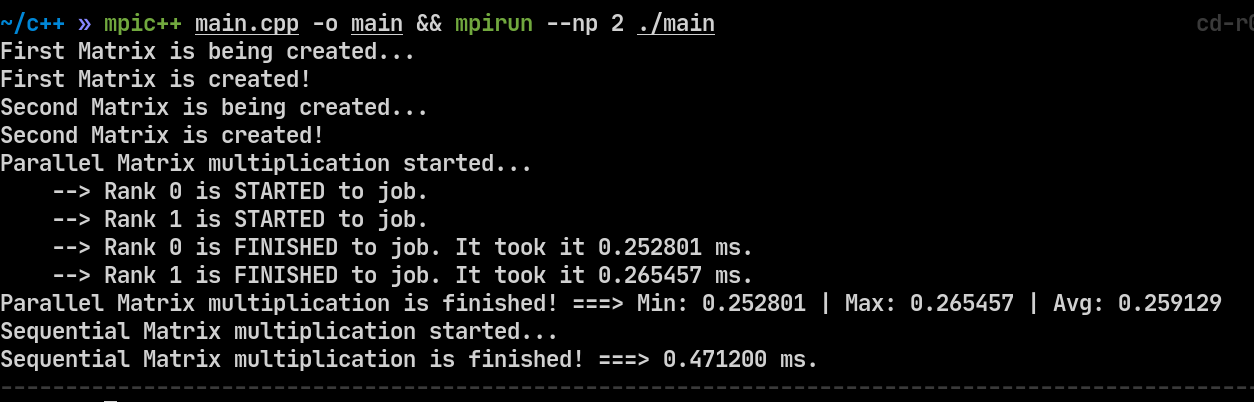 ~/c++ » mpic++ main.cpp -o main && mpirun --np 2 ./main cd-r0
First Matrix is being created...
First Matrix is created!
Second Matrix is being created...
Second Matrix is created!
Parallel Matrix multiplication started...
--> Rank 0 is STARTED to job.
--> Rank 1 is STARTED to job.
--> Rank 0 is FINISHED to job. It took it 0.252801 ms.
--> Rank 1 is FINISHED to job. It took it 0.265457 ms.
Parallel Matrix multiplication is finished! ===> Min: 0.252801 | Max: 0.265457 | Avg: 0.259129
Sequential Matrix multiplication started...
Sequential Matrix multiplication is finished! ===> 0.471200 ms.